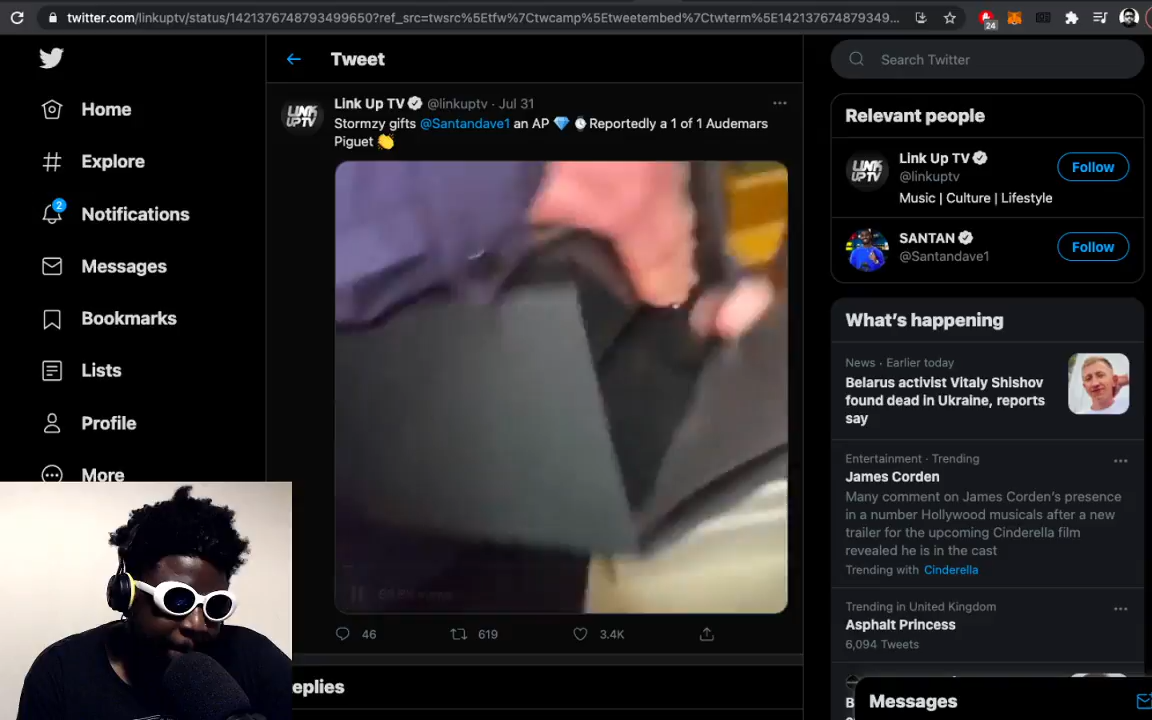 twitter.com/linkuptv/status/1421376748793499650?ref_src=twsrc%5Etfw%7Ctwcamp%5Etweetembed%7Ctwterm%5E142137674879349...
24
Home
Explore
2
Notifications
Messages
Bookmarks
Lists
Profile
More
Tweet
LINK
UPTV
Link Up TV @linkuptv · Jul 31
Stormzy gifts @Santandave1 an AP 💎 ⌚ Reportedly a 1 of 1 Audemars
Piguet 👏
46
619
3.4K
eplies
Search Twitter
Relevant people
LINK
UPTV
Link Up TV
@linkuptv
Follow
Music | Culture | Lifestyle
SANTAN
@Santandave1
Follow
What's happening
News · Earlier today
Belarus activist Vitaly Shishov
found dead in Ukraine, reports
say
Entertainment · Trending
James Corden
Many comment on James Corden's presence
in a number Hollywood musicals after a new
trailer for the upcoming Cinderella film
revealed he is in the cast
Trending with Cinderella
Trending in United Kingdom
Asphalt Princess
6,094 Tweets
B
Messages